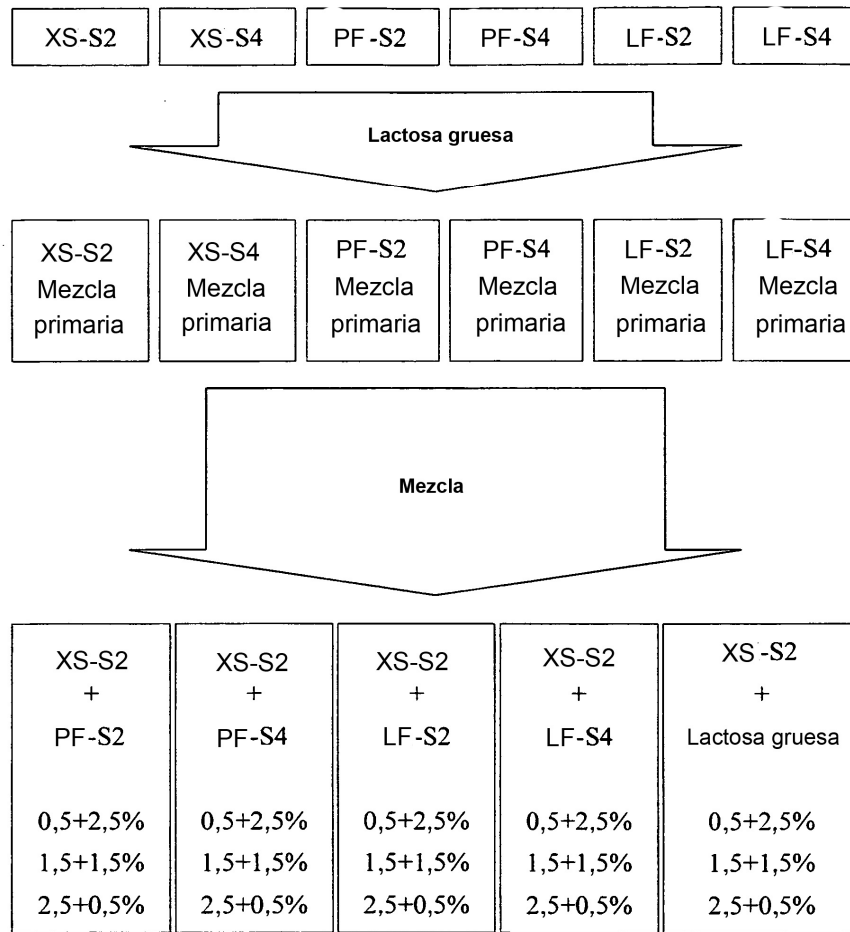 XS-S2 XS-S4 PF-S2 PF-S4 LF-S2 LF-S4
Lactosa gruesa
XS-S2 XS-S4 PF-S2 PF-S4 LF-S2 LF-S4
Mezcla Mezcla Mezcla Mezcla Mezcla Mezcla
primaria primaria primaria primaria primaria primaria
Mezcla
XS-S2 XS-S2 XS-S2 XS-S2 XS-S2
+ + + + +
PF-S2 PF-S4 LF-S2 LF-S4 Lactosa gruesa
0,5+2,5% 0,5+2,5% 0,5+2,5% 0,5+2,5% 0,5+2,5%
1,5+1,5% 1,5+1,5% 1,5+1,5% 1,5+1,5% 1,5+1,5%
2,5+0,5% 2,5+0,5% 2,5+0,5% 2,5+0,5% 2,5+0,5%